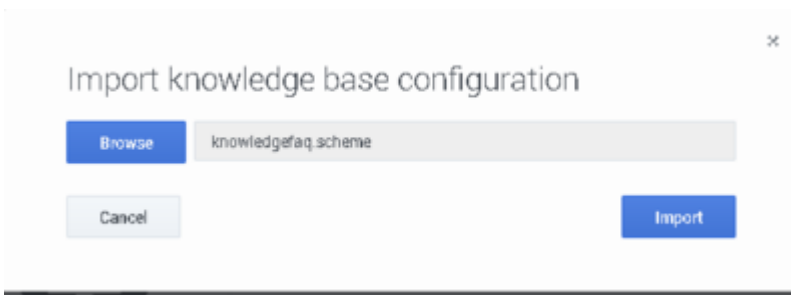 Import knowledge base configuration
Browse knowledgefaq.scheme
Cancel Import